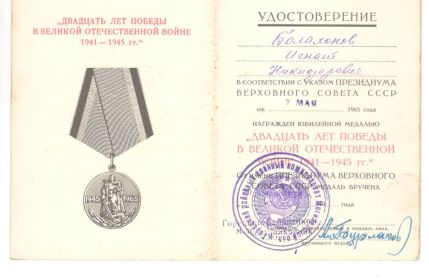 „ДВАДЦАТЬ ЛЕТ ПОБЕДЫ
В ВЕЛИКОЙ ОТЕЧЕСТВЕННОЙ ВОЙНЕ
1941—1945 гг.“
1945
1965
УДОСТОВЕРЕНИЕ
Балахонов
Игнат
Никифорович
В СООТВЕТСТВИИ С УКАЗОМ ПРЕЗИДИУМА
ВЕРХОВНОГО СОВЕТА СССР
от 7 МАЯ 1965 года
НАГРАЖДЕН ЮБИЛЕЙНОЙ МЕДАЛЬЮ
„ДВАДЦАТЬ ЛЕТ ПОБЕДЫ
В ВЕЛИКОЙ ОТЕЧЕСТВЕННОЙ
1941—1945 гг.“
ПРЕЗИДИУМА ВЕРХОВНОГО
СОВЕТА СССР МЕДАЛЬ ВРУЧЕНА
года